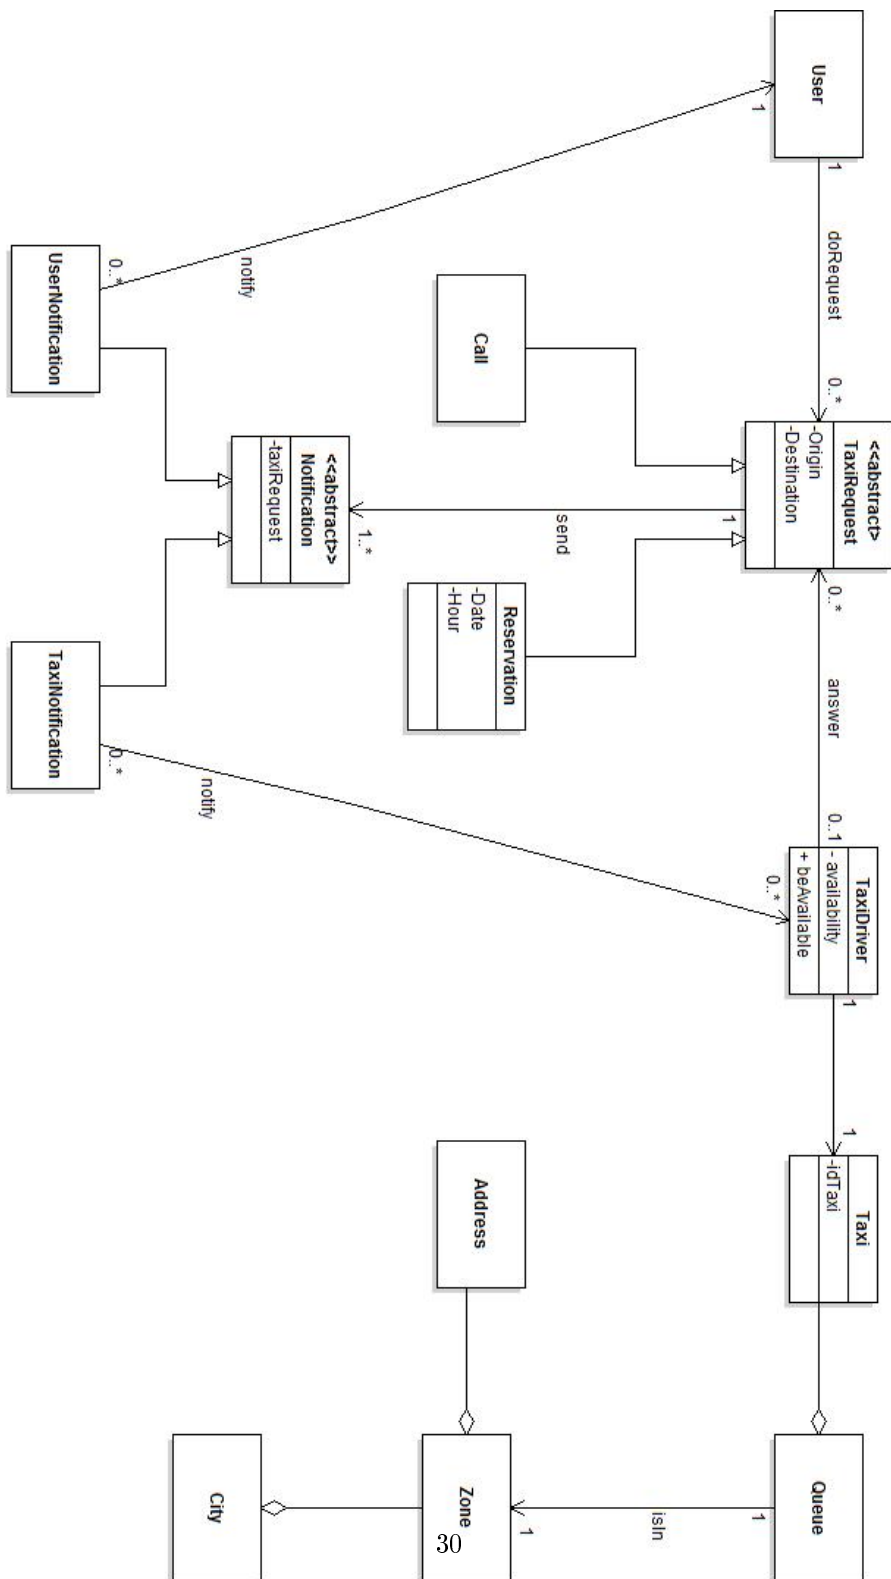 User
1
doRequest
0..*
<<abstract>
TaxiRequest
-Origin
-Destination
0..*
answer
0..1
TaxiDriver
- availability
+ beAvailable
1
1
Taxi
-idTaxi
Queue
1
isIn
1
Zone
Address
City
1
send
1..*
Call
Reservation
-Date
-Hour
<<abstract>>
Notification
-taxiRequest
1
notify
0..*
UserNotification
0..*
notify
0..*
TaxiNotification
30